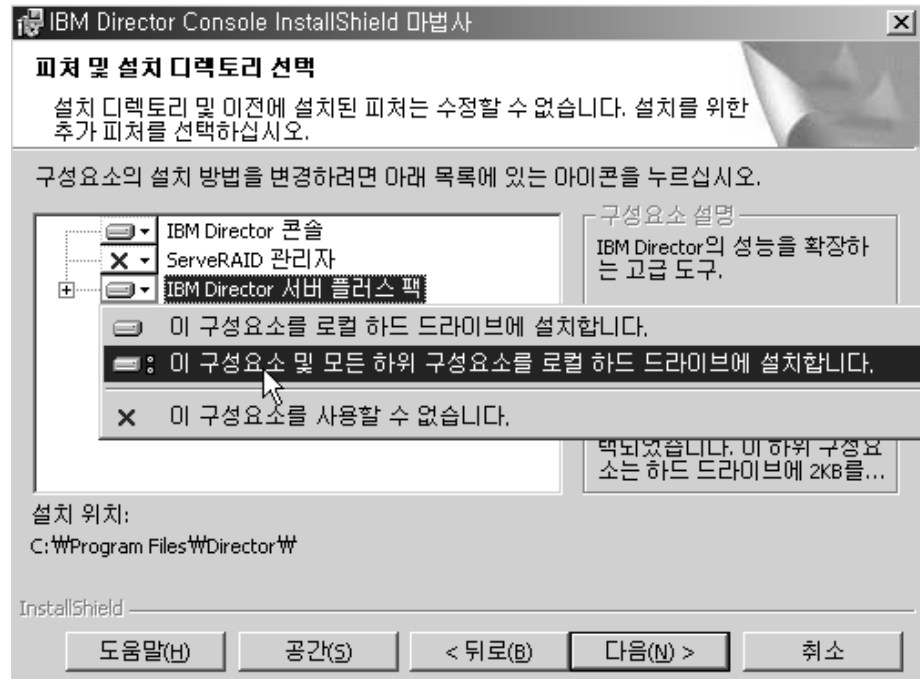 IBM Director Console InstallShield 마법사
피처 및 설치 디렉토리 선택
설치 디렉토리 및 이전에 설치된 피처는 수정할 수 없습니다. 설치를 위한
추가 피처를 선택하십시오.
구성요소의 설치 방법을 변경하려면 아래 목록에 있는 아이콘을 누르십시오.
IBM Director 콘솔
ServeRAID 관리자
IBM Director 서버 플러스 팩
구성요소 설명
IBM Director의 성능을 확장하
는 고급 도구.
이 구성요소를 로컬 하드 드라이브에 설치합니다.
이 구성요소 및 모든 하위 구성요소를 로컬 하드 드라이브에 설치합니다.
이 구성요소를 사용할 수 없습니다.
택되었습니다. 이 하위 구성요
소는 하드 드라이브에 2KB를...
설치 위치:
C:₩Program Files₩Director₩
InstallShield
도움말(H) 공간(S) < 뒤로(B) 다음(N) > 취소